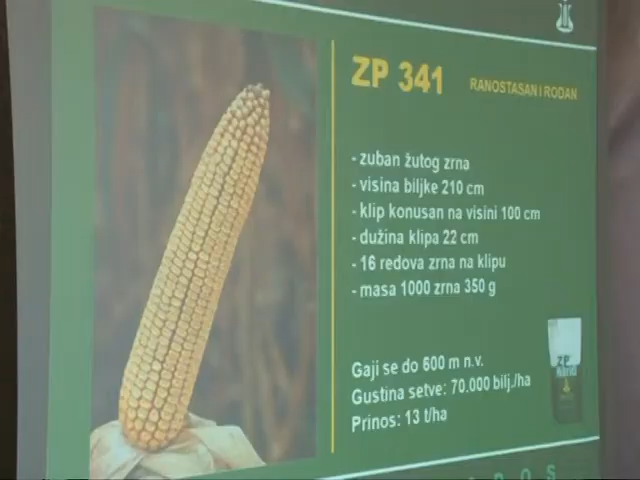 ZP 341
RANOSTASAN I RODAN
- zuban žutog zrna
- visina biljke 210 cm
- klip konusan na visini 100 cm
- dužina klipa 22 cm
- 16 redova zrna na klipu
- masa 1000 zrna 350 g
Gaji se do 600 m n.v.
Gustina setve: 70.000 bilj./ha
Prinos: 13 t/ha
ZP